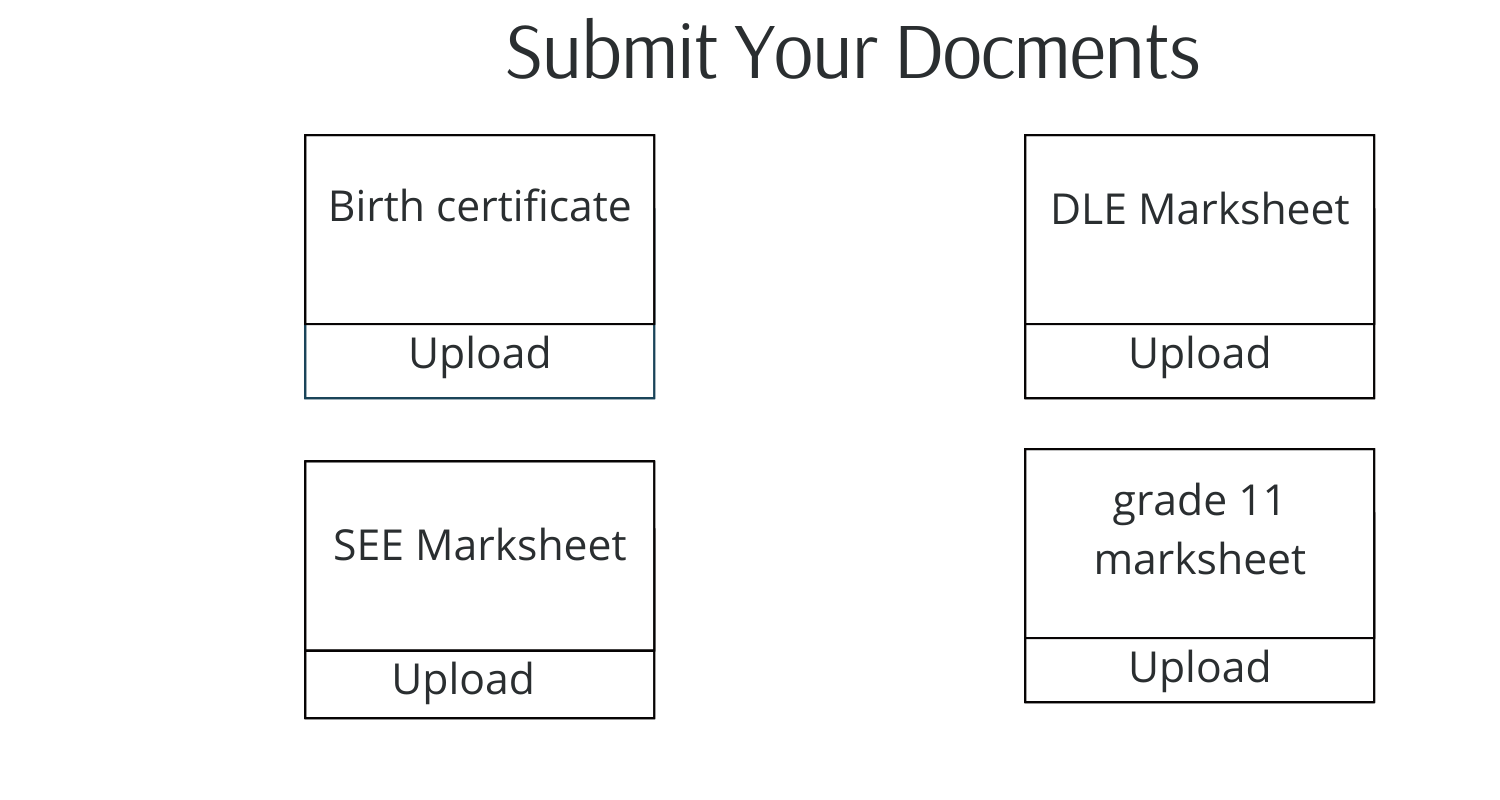 Submit Your Docments
Birth certificate
Upload
DLE Marksheet
Upload
SEE Marksheet
Upload
grade 11
marksheet
Upload